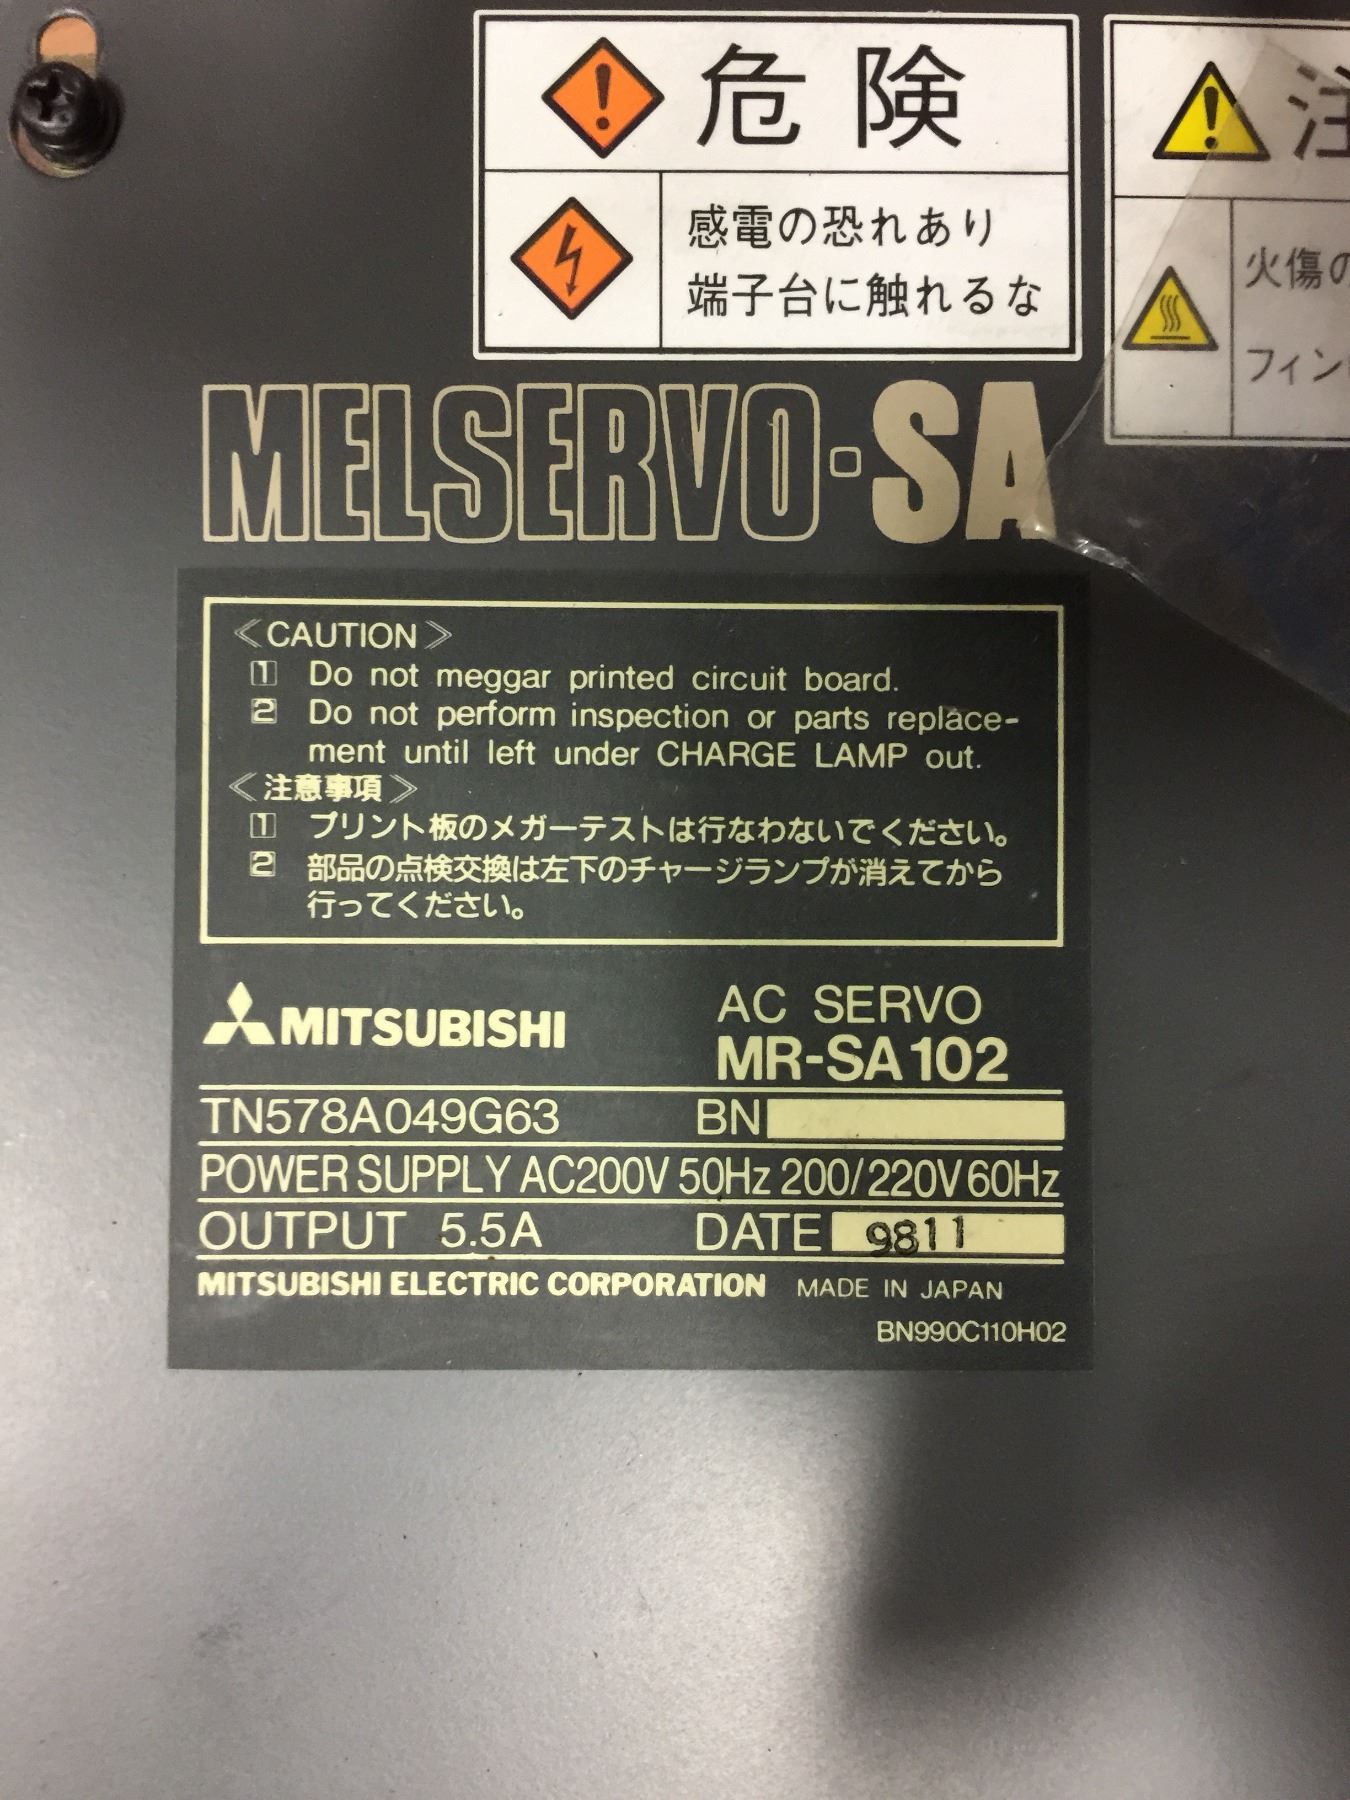 危険
感電の恐れあり
端子台に触れるな
注
火傷の
フィン
MELSERVO-SA
≪CAUTION≫
1 Do not meggar printed circuit board.
2 Do not perform inspection or parts replace-
ment until left under CHARGE LAMP out.
≪注意事項≫
1 プリント板のメガーテストは行なわないでください。
2 部品の点検交換は左下のチャージランプが消えてから
行ってください。
MITSUBISHI
AC SERVO
MR-SA102
TN578A049G63 BN
POWER SUPPLY AC200V 50Hz 200/220V 60Hz
OUTPUT 5.5A DATE 9811
MITSUBISHI ELECTRIC CORPORATION MADE IN JAPAN
BN990C110H02